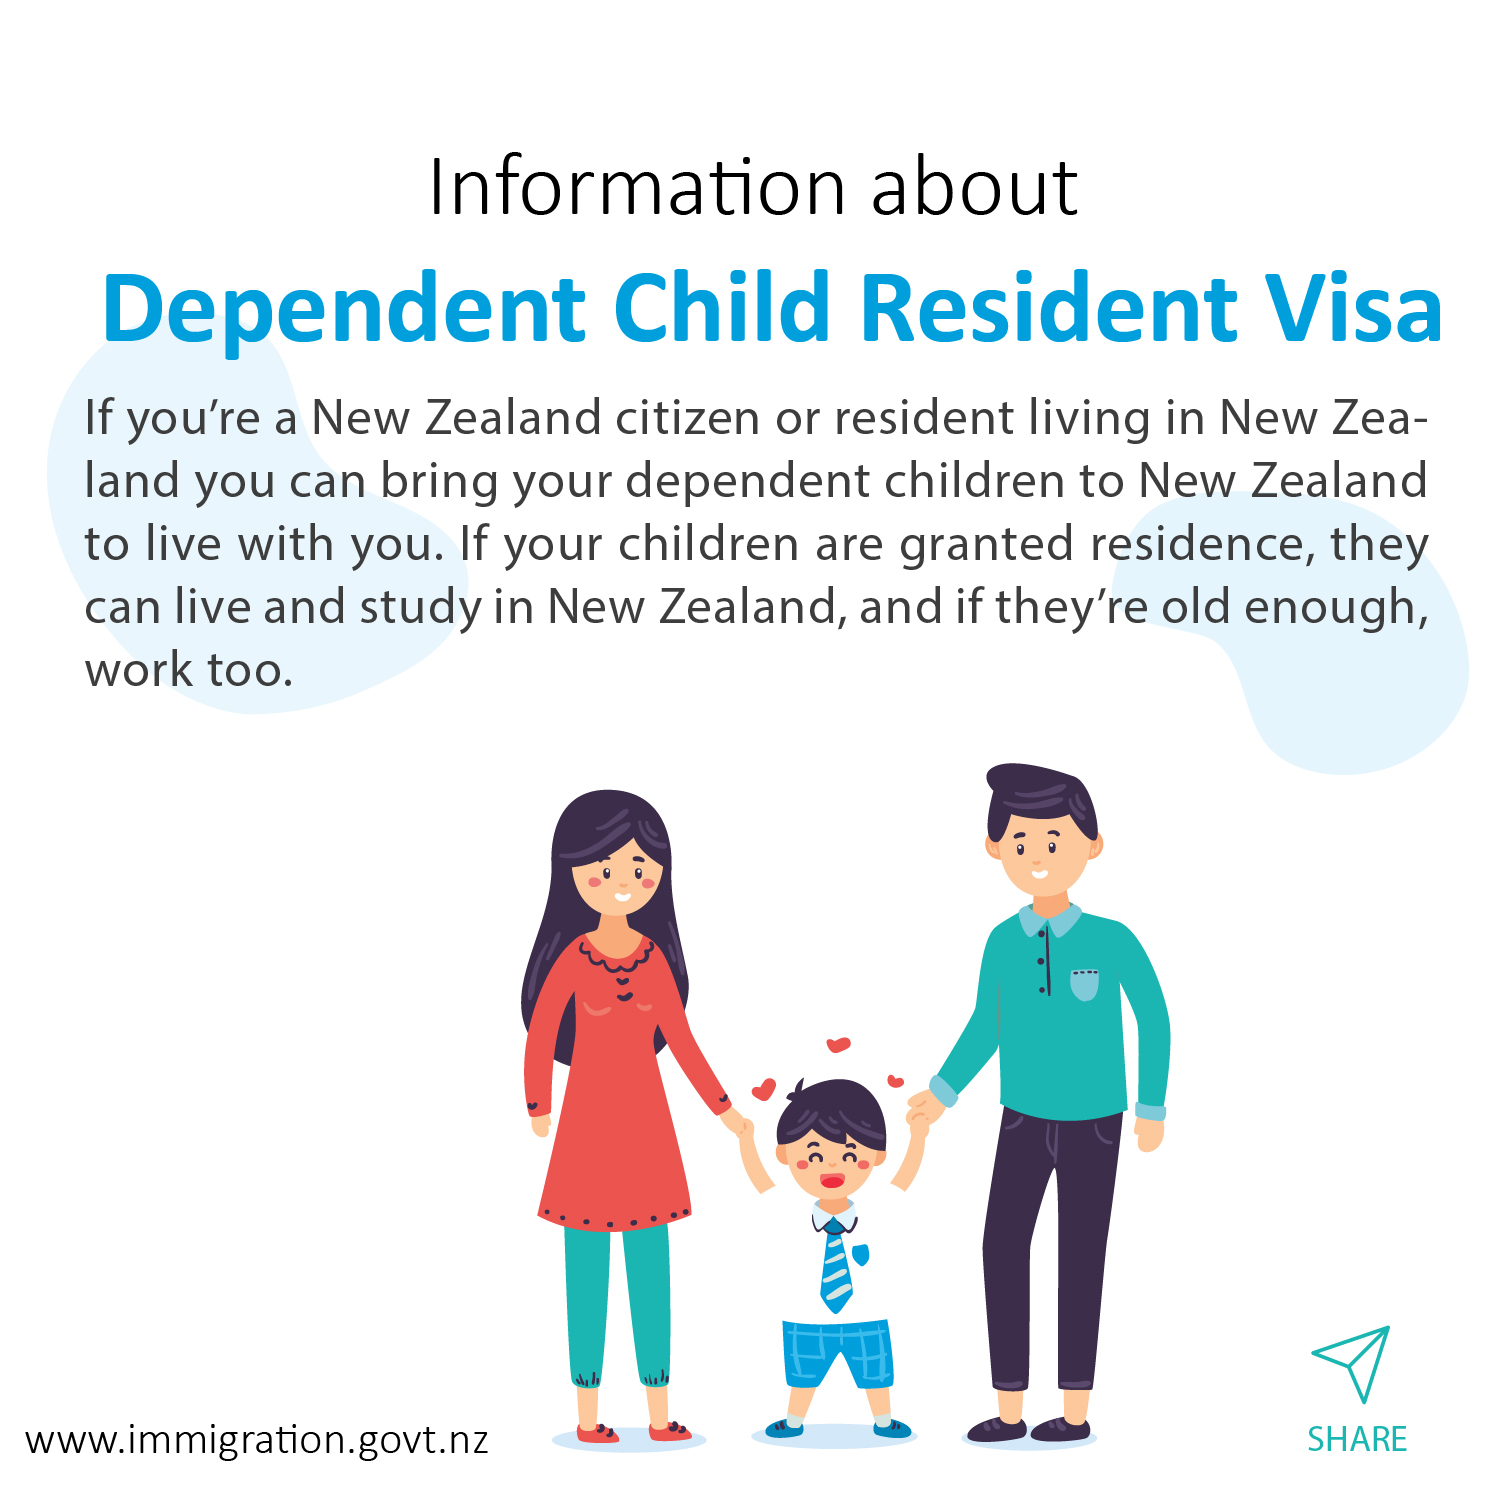 Information about
Dependent Child Resident Visa
If you’re a New Zealand citizen or resident living in New Zea-
land you can bring your dependent children to New Zealand
to live with you. If your children are granted residence, they
can live and study in New Zealand, and if they’re old enough,
work too.
www.immigration.govt.nz
SHARE